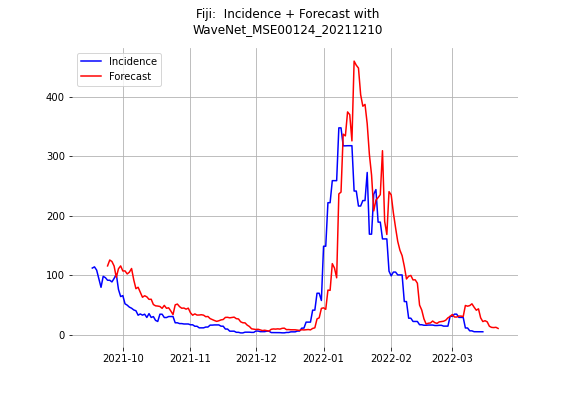 Fiji:  Incidence + Forecast with
WaveNet_MSE00124_20211210
Incidence
Forecast
400
300
200
100
0
2021-10
2021-11
2021-12
2022-01
2022-02
2022-03